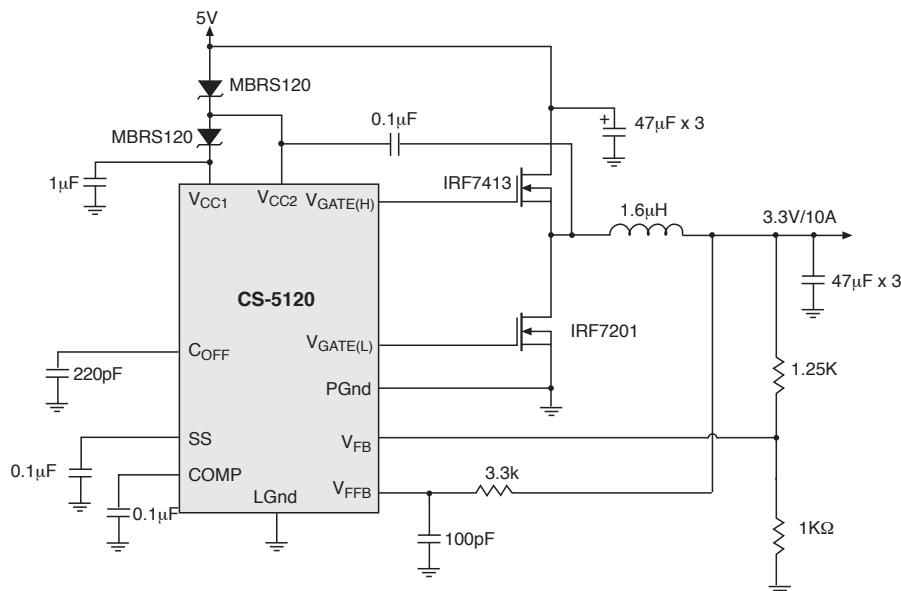 5V
MBRS120
0.1µF
MBRS120
47µF x 3
1µF
IRF7413
VCC1
VCC2
VGATE(H)
1.6µH
3.3V/10A
CS-5120
47µF x 3
IRF7201
VGATE(L)
COFF
220pF
1.25K
PGnd
SS
VFB
0.1µF
COMP
3.3k
VFFB
LGnd
0.1µF
100pF
1KΩ